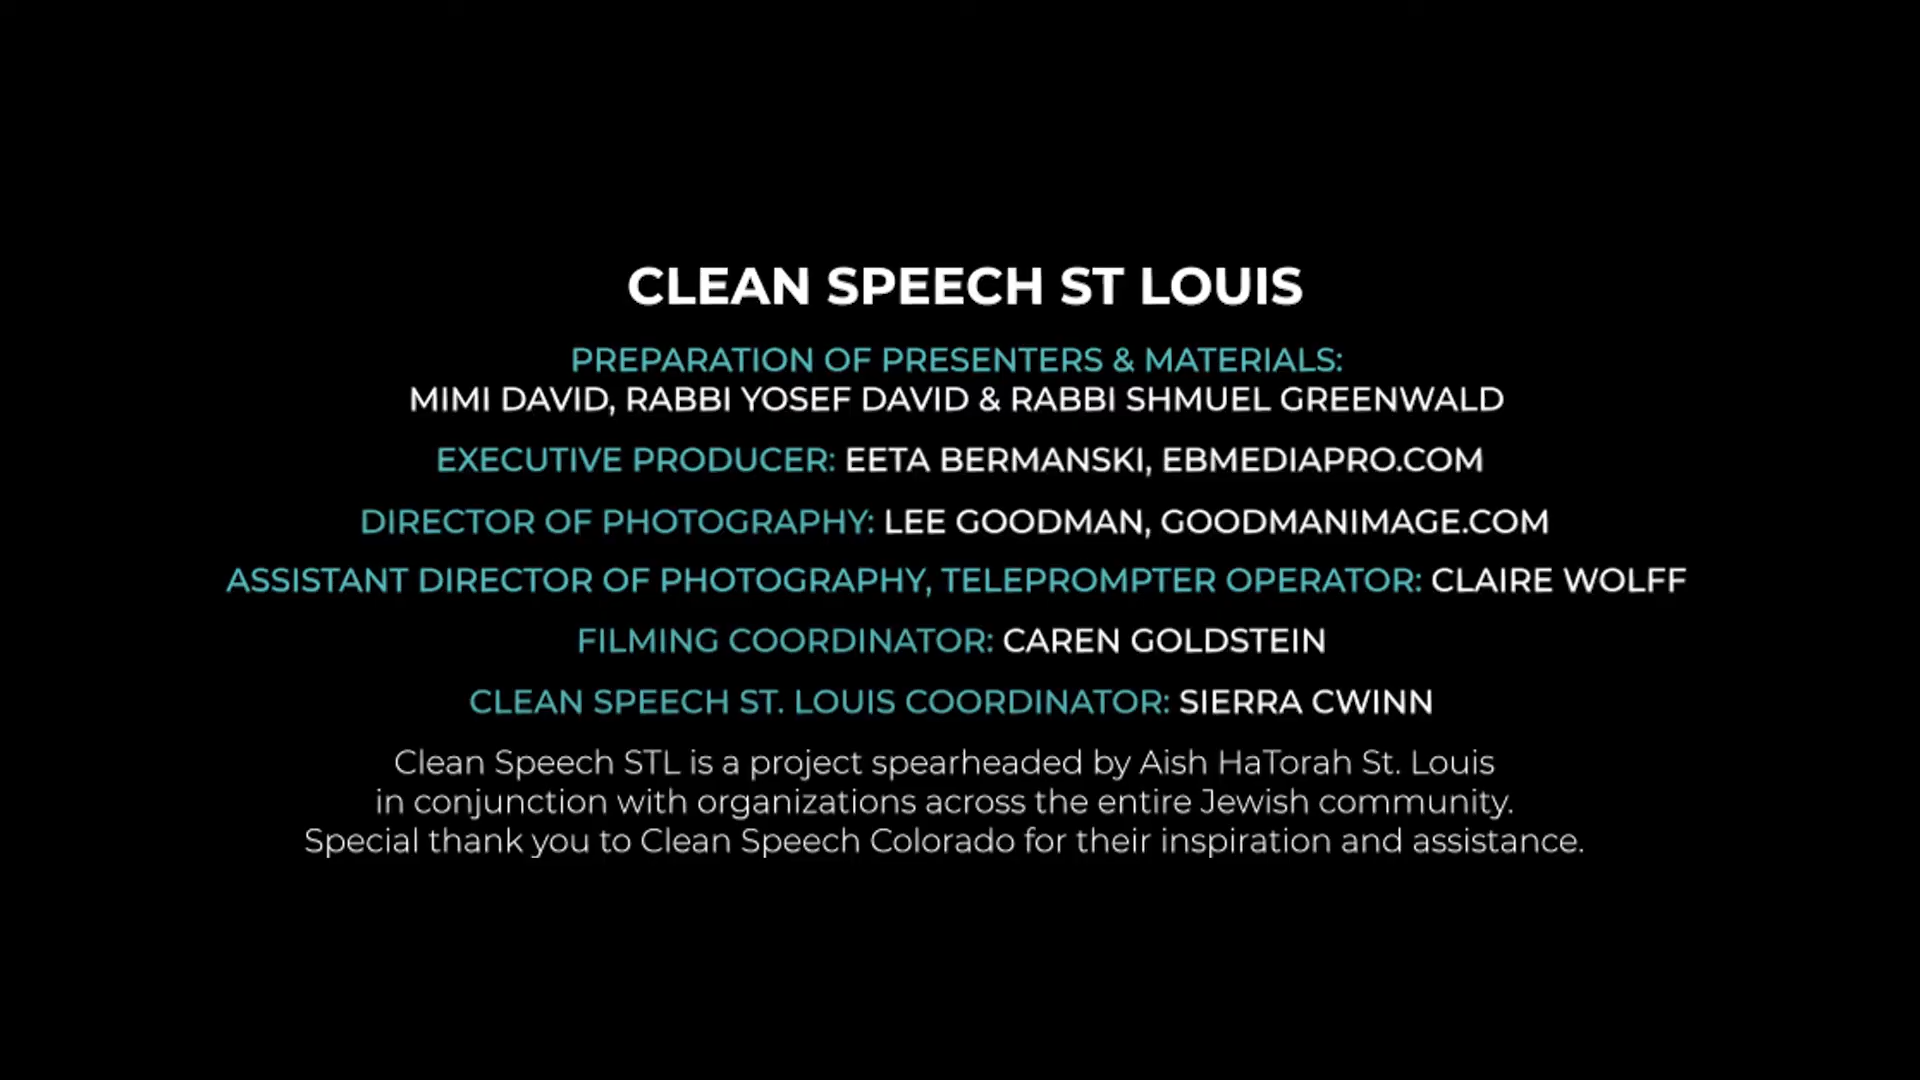 CLEAN SPEECH ST LOUIS
PREPARATION OF PRESENTERS & MATERIALS:
MIMI DAVID, RABBI YOSEF DAVID & RABBI SHMUEL GREENWALD
EXECUTIVE PRODUCER: EETA BERMANSKI, EBMEDIAPRO.COM
DIRECTOR OF PHOTOGRAPHY: LEE GOODMAN, GOODMANIMAGE.COM
ASSISTANT DIRECTOR OF PHOTOGRAPHY, TELEPROMPTER OPERATOR: CLAIRE WOLFF
FILMING COORDINATOR: CAREN GOLDSTEIN
CLEAN SPEECH ST. LOUIS COORDINATOR: SIERRA CWINN
Clean Speech STL is a project spearheaded by Aish HaTorah St. Louis
in conjunction with organizations across the entire Jewish community.
Special thank you to Clean Speech Colorado for their inspiration and assistance.